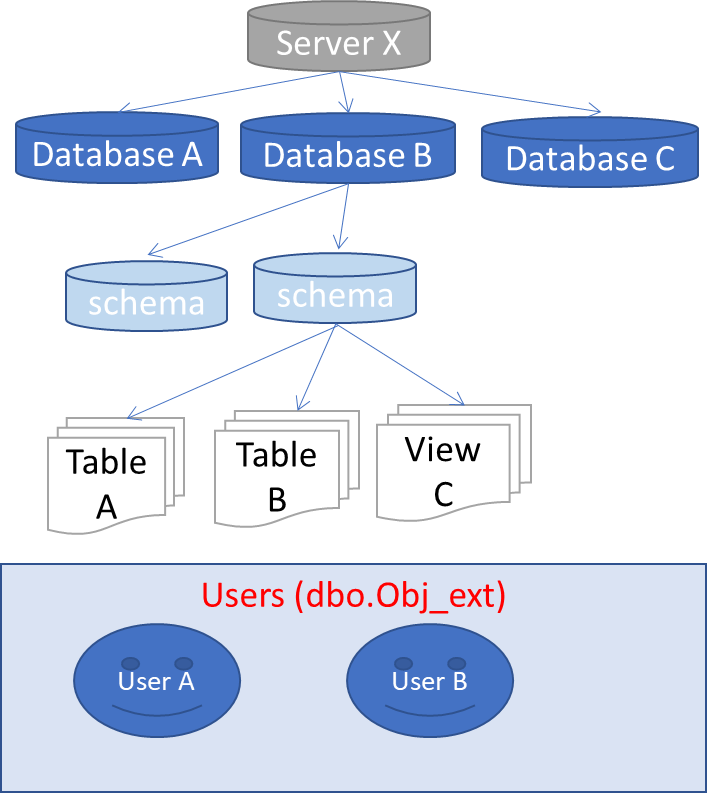 Server X
Database A
Database B
Database C
schema
schema
Table
A
Table
B
View
C
Users (dbo.Obj_ext)
User A
User B